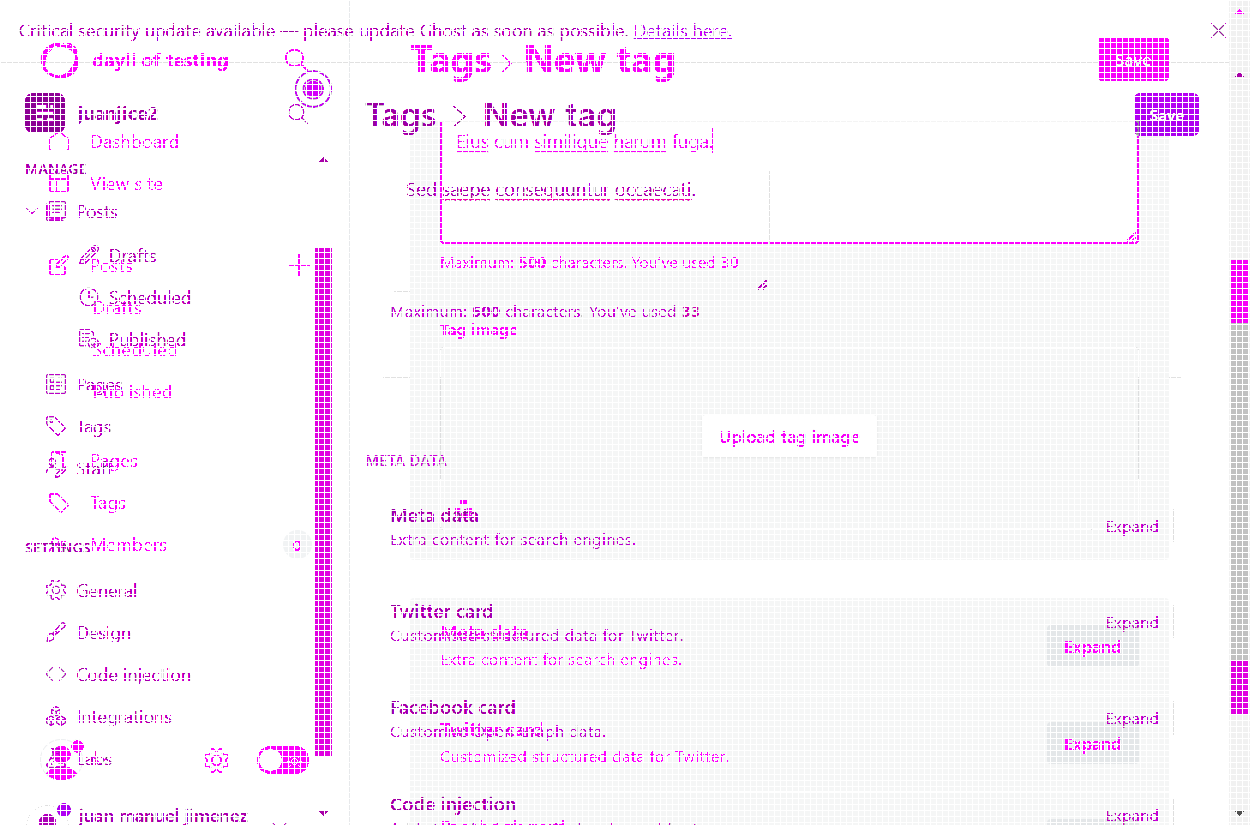 Critical security update available — please update Ghost as soon as possible. Details here.
dayli of testing
Tags > New tag
Save
juanjice2
Tags > New tag
Save
Dashboard
Eius cum similique harum fuga!
MANAGE
View site
Sed saepe consequuntur occaecati.
Posts
Drafts
Posts
Maximum: 500 characters. You've used 30
Scheduled
Drafts
Maximum: 500 characters. You've used 33
Tag image
Published
Scheduled
Pages
Published
Tags
Upload tag image
Pages
Staff
META DATA
Tags
Meta data
Expand
Extra content for search engines.
SETTINGS
Members
0
General
Twitter card
Expand
Customized structured data for Twitter.
Design
Meta data
Expand
Extra content for search engines.
Code injection
Facebook card
Expand
Integrations
Customized open graph data.
Twitter card
Expand
Labs
Customized structured data for Twitter.
Code injection
Expand
juan manuel jimenez